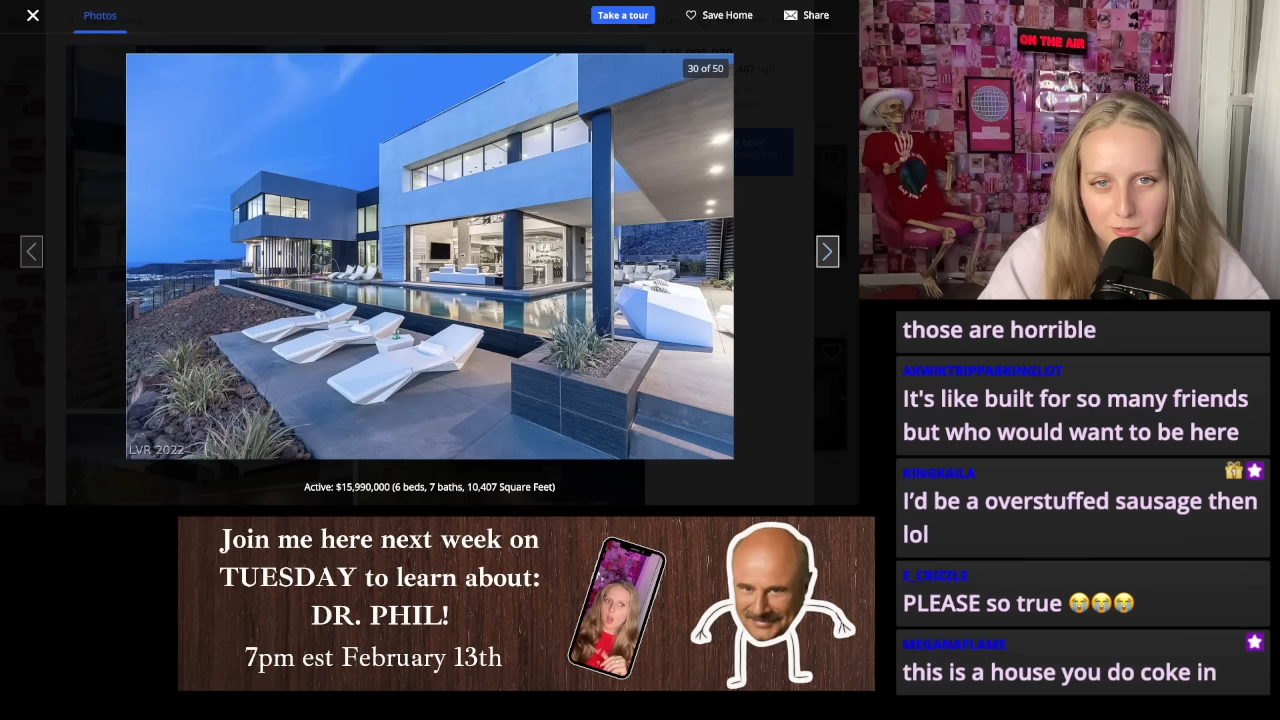 Photos
Take a tour
Save Home
Share
30 of 50
LVR 2022
Active: $15,990,000 (6 beds, 7 baths, 10,407 Square Feet)
ON THE AIR
those are horrible
AKWIKTRIPPARKINGLOT
It's like built for so many friends
but who would want to be here
KINGKAILA
I'd be a overstuffed sausage then
lol
E_CRIZZLE
PLEASE so true 😭😭😭
MEGANAFLAME
this is a house you do coke in
Join me here next week on
TUESDAY to learn about:
DR. PHIL!
7pm est February 13th